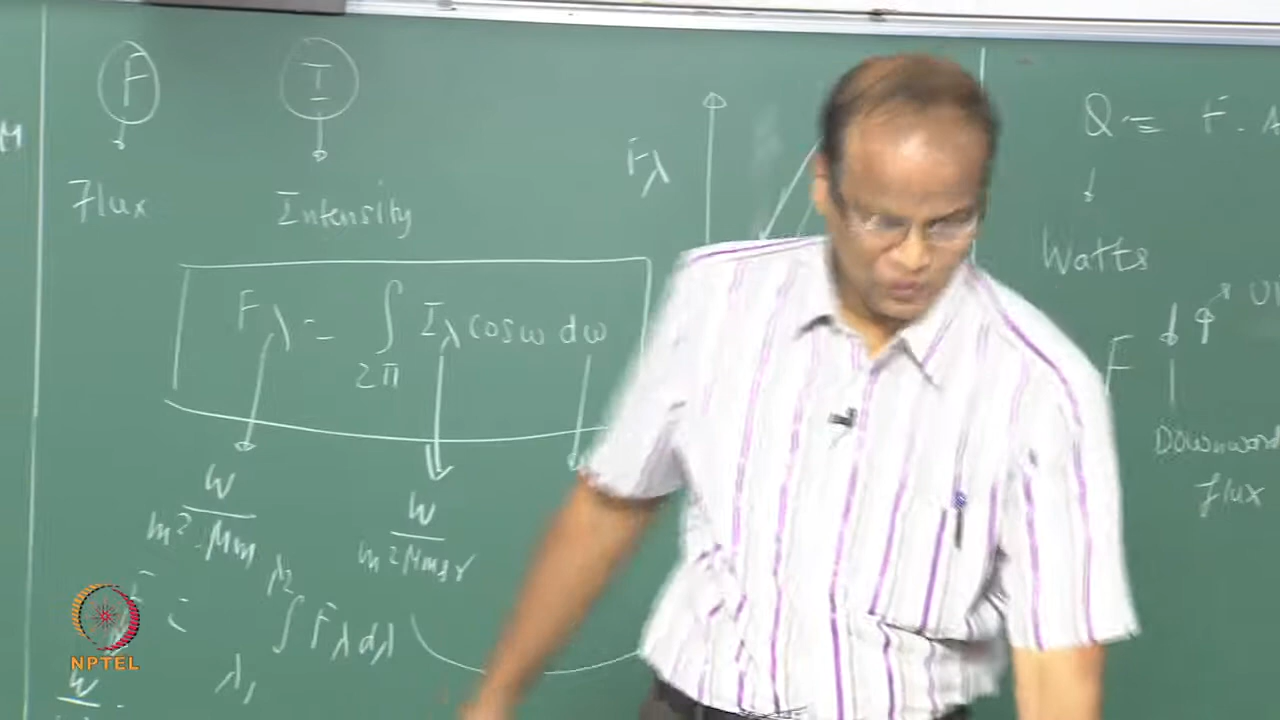 M
F I
Flux Intensity
Fλ = ∫2π Iλ cosω dω
W/m² μm W/m² μm sr
F = ∫λ1 λ2 Fλ dλ
W
Fλ
Q = F. A
Watts
F
Downward
Flux
NPTEL